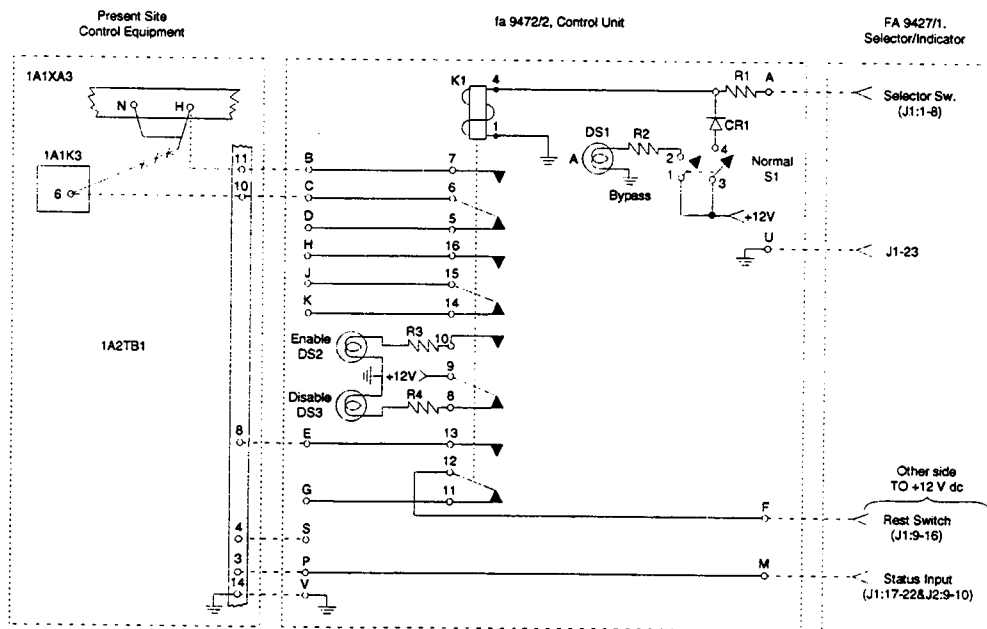 Present Site
Control Equipment
fa 9472/2, Control Unit
FA 9427/1.
Selector/Indicator
1A1XA3
N
H
1A1K3
6
11
10
B
C
D
H
J
K
K1
4
1
7
6
5
16
15
14
R1
A
CR1
DS1
R2
A
2
1
4
3
Bypass
Normal
S1
+12V
U
Selector Sw.
(J1:1-8)
J1-23
1A2TB1
Enable
DS2
R3
10
+12V
9
Disable
DS3
R4
8
8
E
13
12
G
11
F
Other side
TO +12 V dc
Rest Switch
(J1:9-16)
4
S
3
P
M
14
V
Status Input
(J1:17-22&J2:9-10)